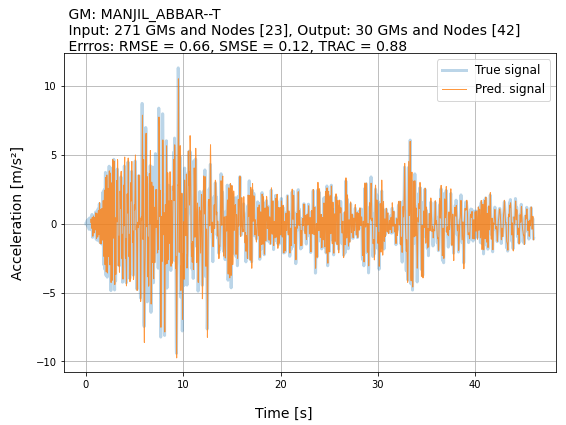 GM: MANJIL_ABBAR--T
Input: 271 GMs and Nodes [23], Output: 30 GMs and Nodes [42]
Erros: RMSE = 0.66, SMSE = 0.12, TRAC = 0.88
True signal
Pred. signal
Acceleration [m/s²]
10
5
0
−5
−10
0
10
20
30
40
Time [s]